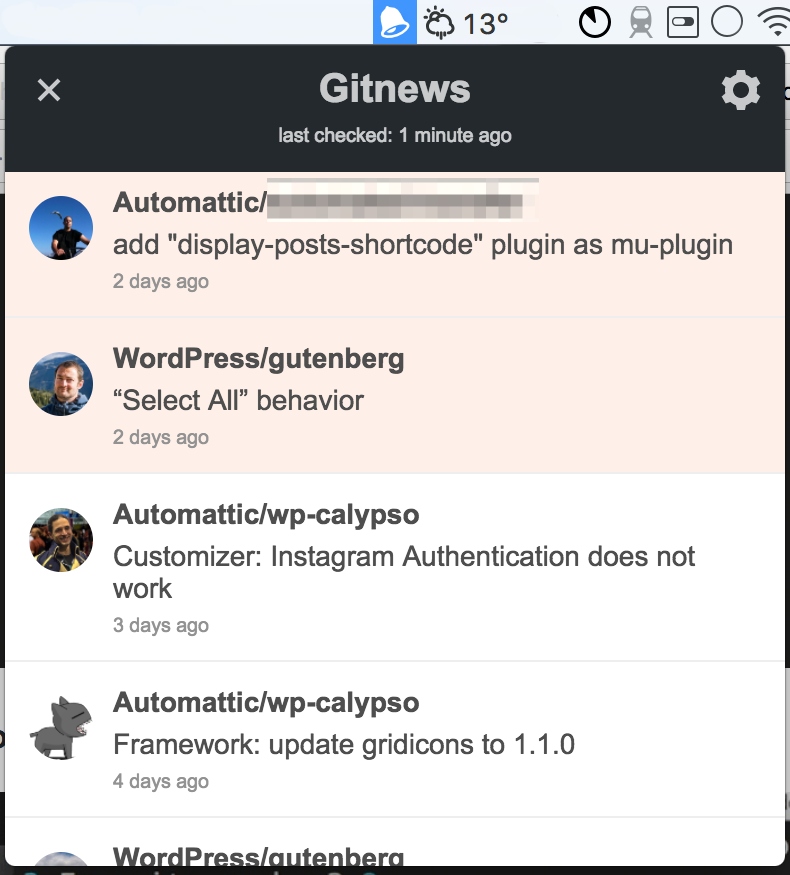 13°
Gitnews
last checked: 1 minute ago
Automattic/
add "display-posts-shortcode" plugin as mu-plugin
2 days ago
WordPress/gutenberg
“Select All” behavior
2 days ago
Automattic/wp-calypso
Customizer: Instagram Authentication does not
work
3 days ago
Automattic/wp-calypso
Framework: update gridicons to 1.1.0
4 days ago
WordPress/gutenberg